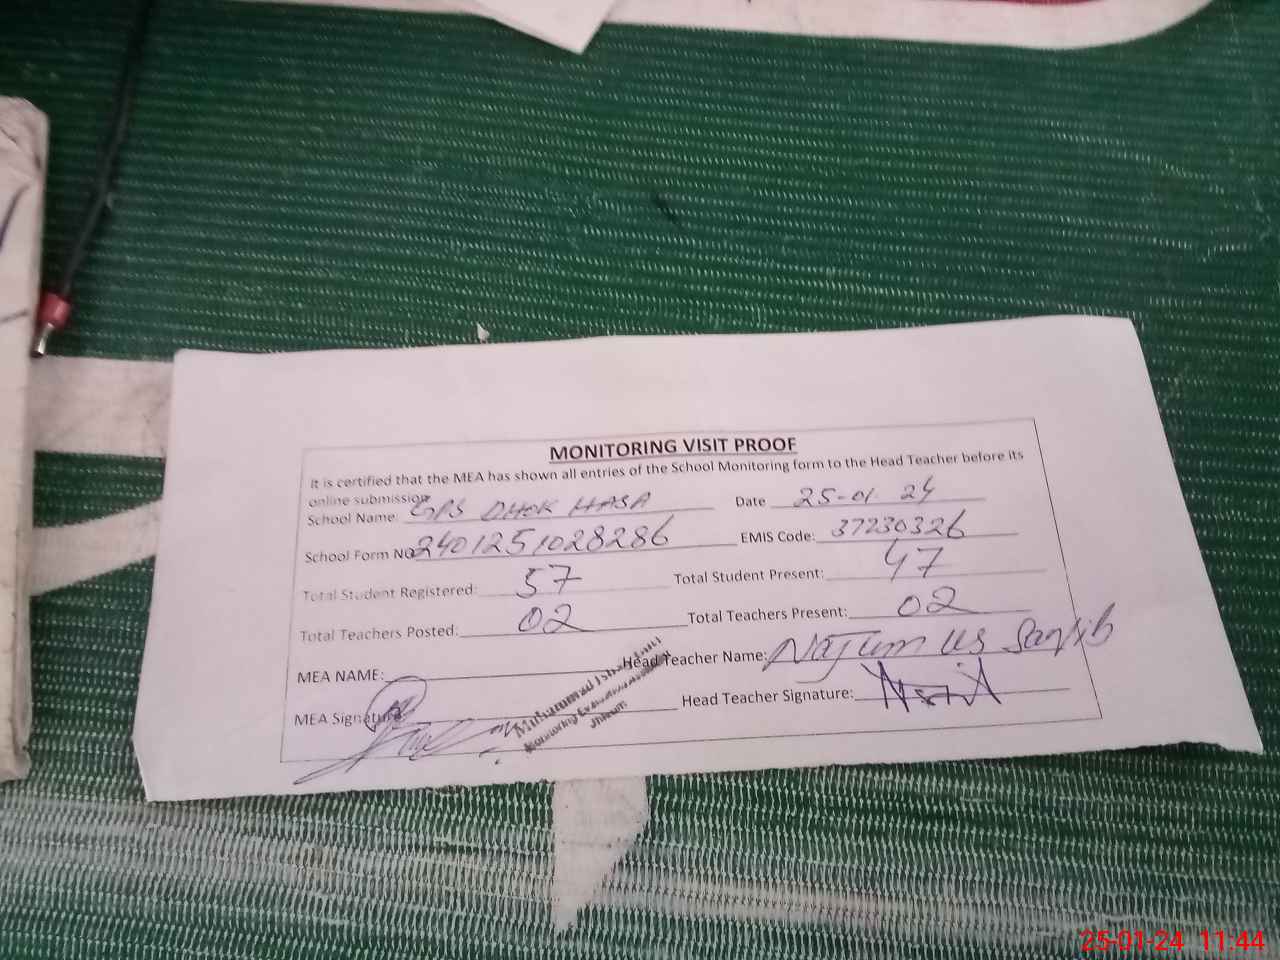 MONITORING VISIT PROOF
It is certified that the MEA has shown all entries of the School Monitoring form to the Head Teacher before its
online submission
School Name: GPS DHOK HASA Date 25-01-24
School Form NO 2401251028286 EMIS Code: 37230326
Total Student Registered: 57 Total Student Present: 47
Total Teachers Posted: 02 Total Teachers Present: 02
MEA NAME: Head Teacher Name: Najum us Saqib
MEA Signature Head Teacher Signature:
Muhammad
Monitoring Evaluation
Jhelum
25-01-24 11:44